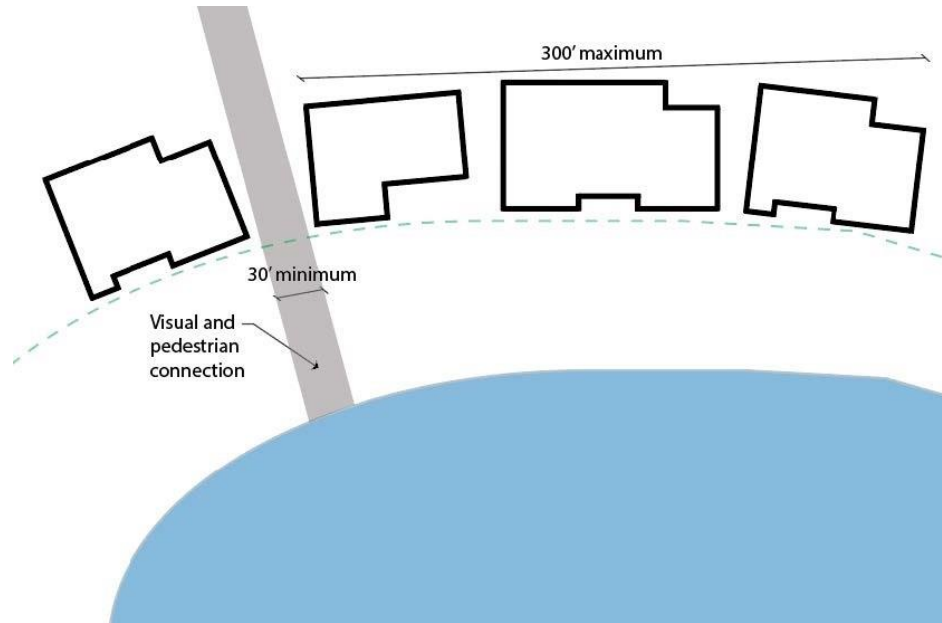 300' maximum
30' minimum
Visual and
pedestrian
connection